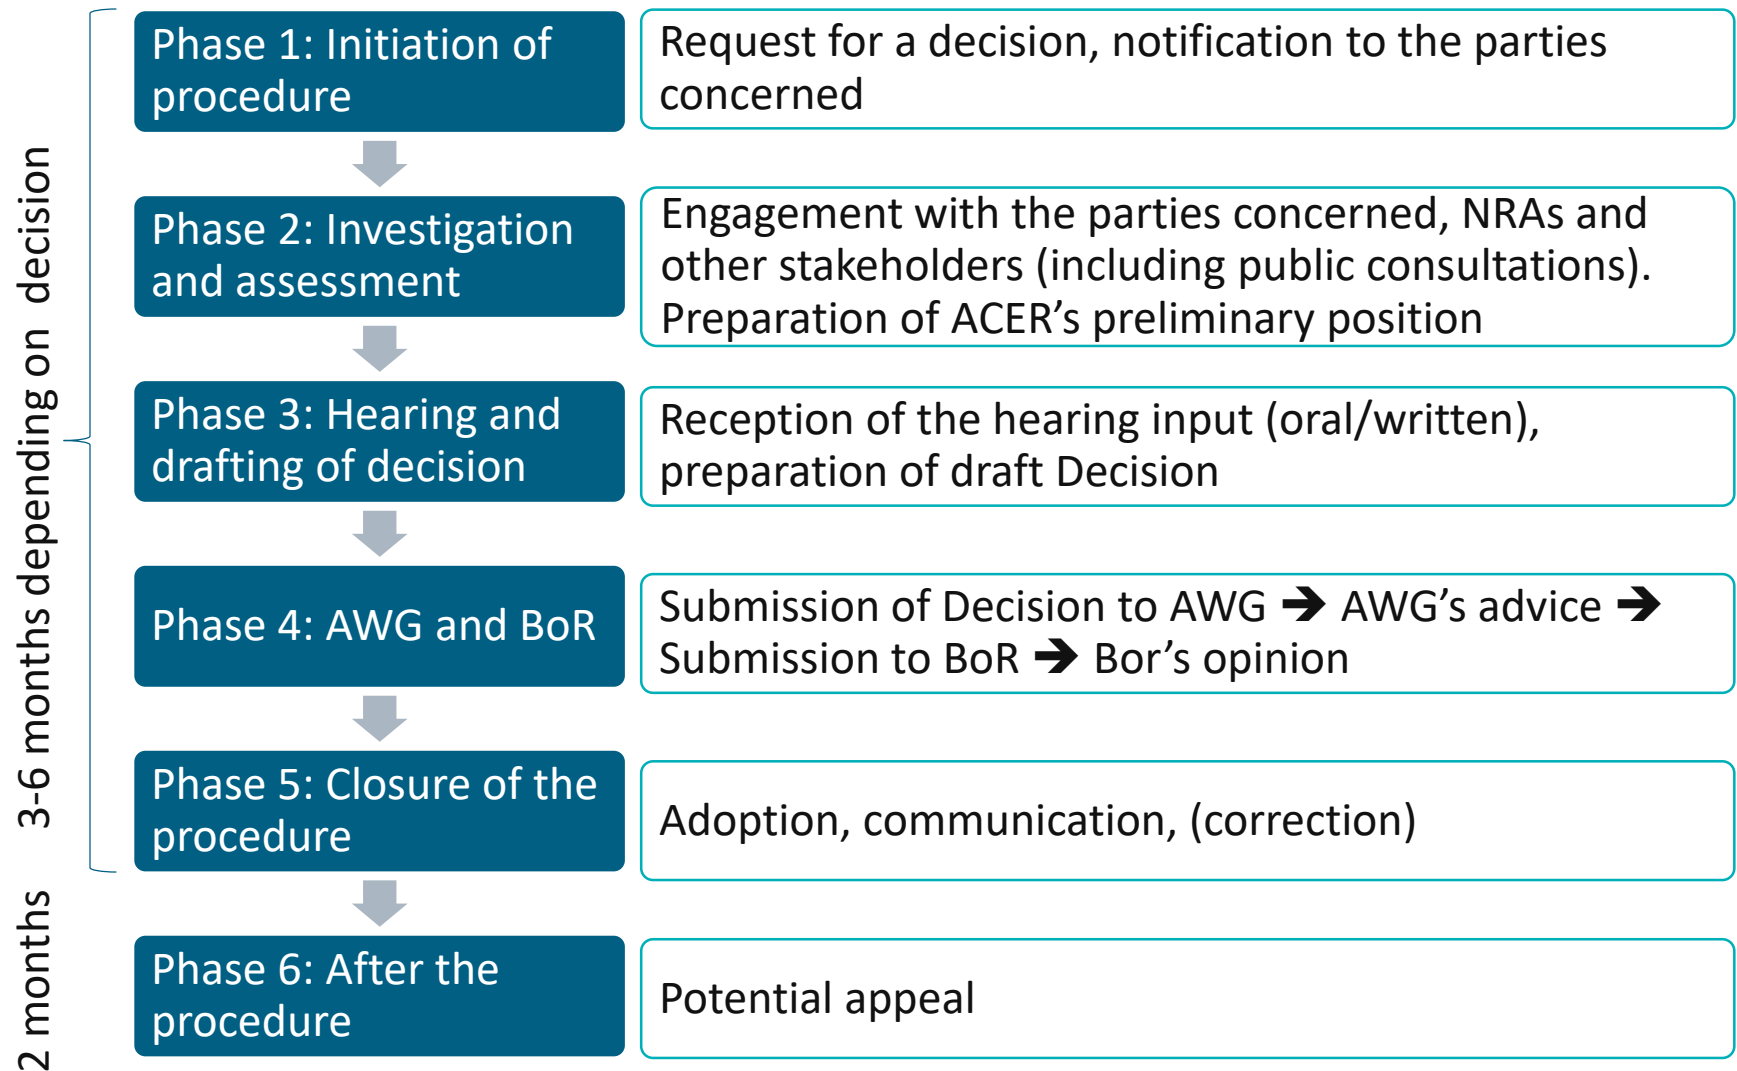 3-6 months depending on decision
2 months
Phase 1: Initiation of
procedure
Request for a decision, notification to the parties
concerned
Phase 2: Investigation
and assessment
Engagement with the parties concerned, NRAs and
other stakeholders (including public consultations).
Preparation of ACER’s preliminary position
Phase 3: Hearing and
drafting of decision
Reception of the hearing input (oral/written),
preparation of draft Decision
Phase 4: AWG and BoR
Submission of Decision to AWG ➔ AWG’s advice ➔
Submission to BoR ➔ Bor’s opinion
Phase 5: Closure of the
procedure
Adoption, communication, (correction)
Phase 6: After the
procedure
Potential appeal